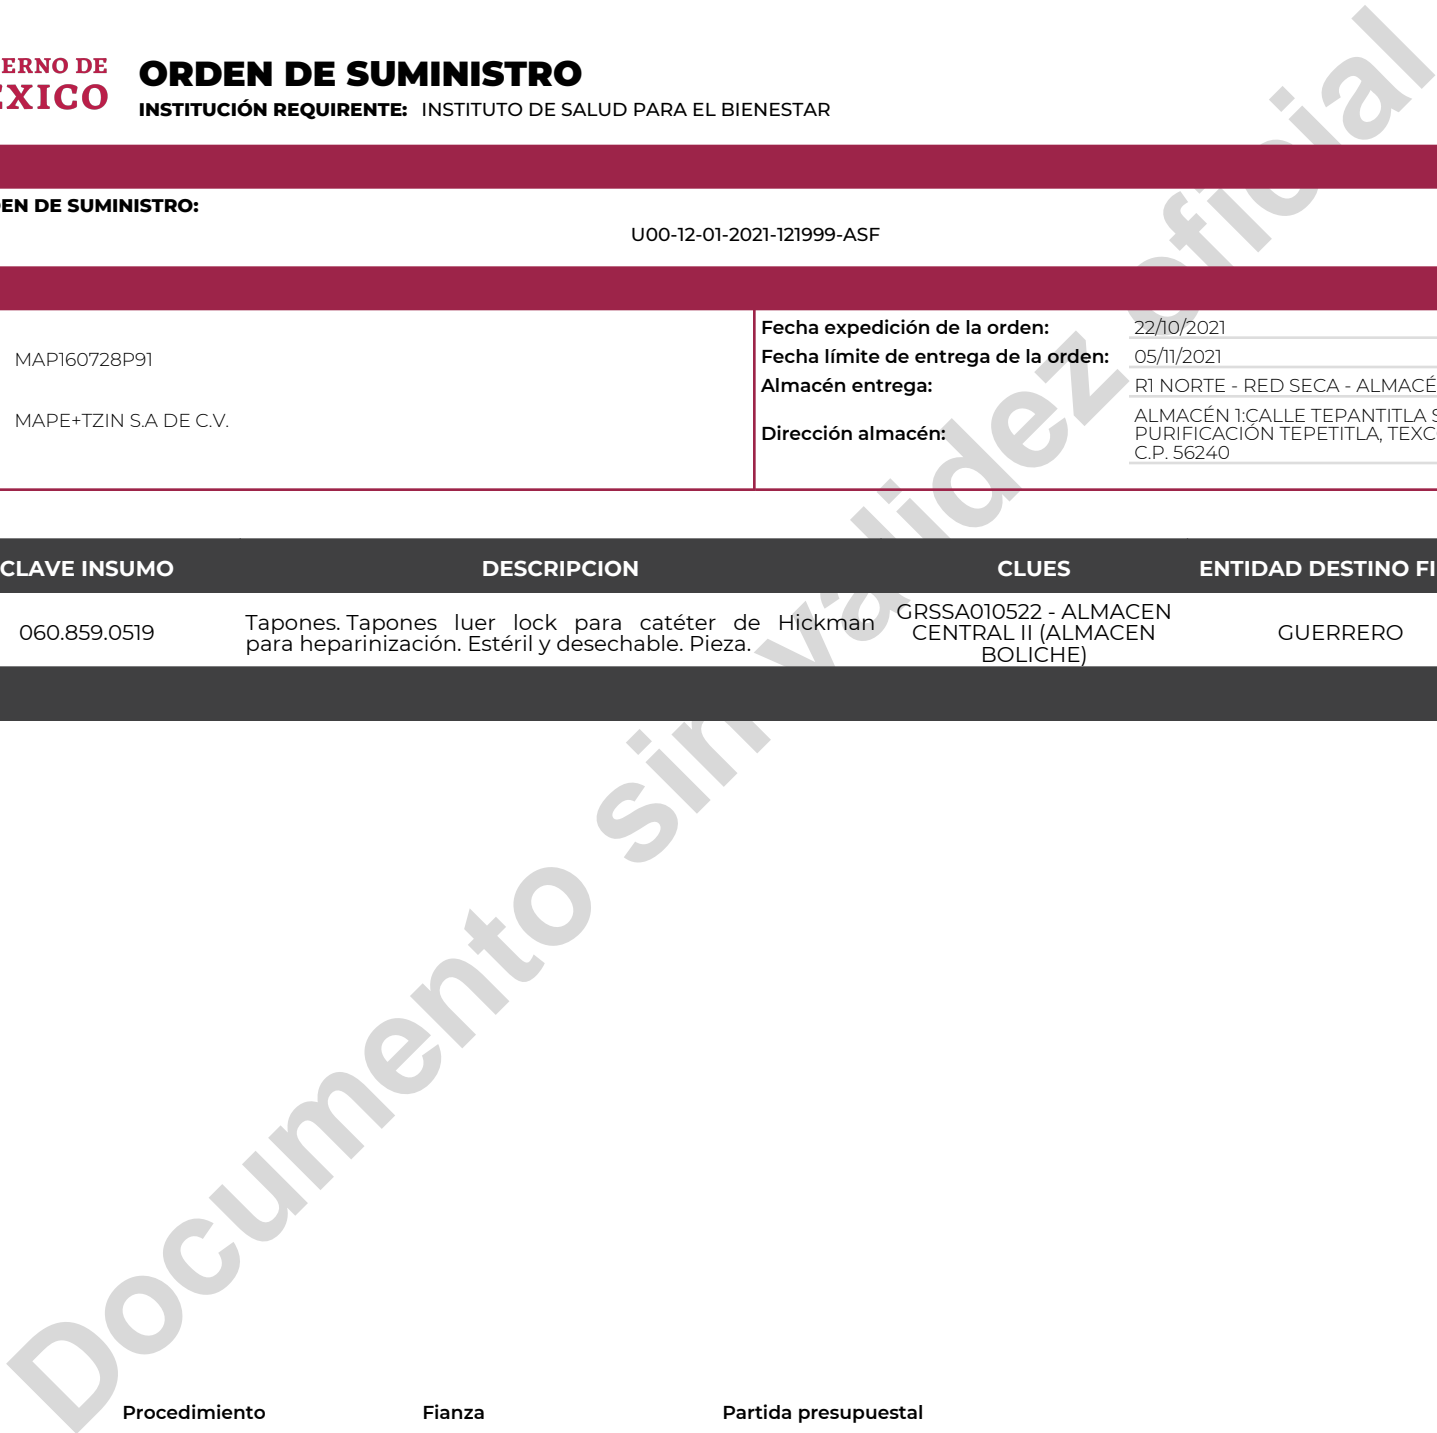 ERNO DE
EXICO
ORDEN DE SUMINISTRO
INSTITUCIÓN REQUIRENTE: INSTITUTO DE SALUD PARA EL BIENESTAR
EN DE SUMINISTRO:
U00-12-01-2021-121999-ASF
MAP160728P91
MAPE+TZIN S.A DE C.V.
Fecha expedición de la orden: 22/10/2021
Fecha límite de entrega de la orden: 05/11/2021
Almacén entrega: R1 NORTE - RED SECA - ALMACÉ
Dirección almacén: ALMACÉN 1:CALLE TEPANTITLA S
PURIFICACIÓN TEPETITLA, TEXC
C.P. 56240
CLAVE INSUMO DESCRIPCION CLUES ENTIDAD DESTINO FI
060.859.0519
Tapones. Tapones luer lock para catéter de Hickman
para heparinización. Estéril y desechable. Pieza.
GRSSA010522 - ALMACEN
CENTRAL II (ALMACEN
BOLICHE)
GUERRERO
Documento sin validez oficial
Procedimiento Fianza Partida presupuestal